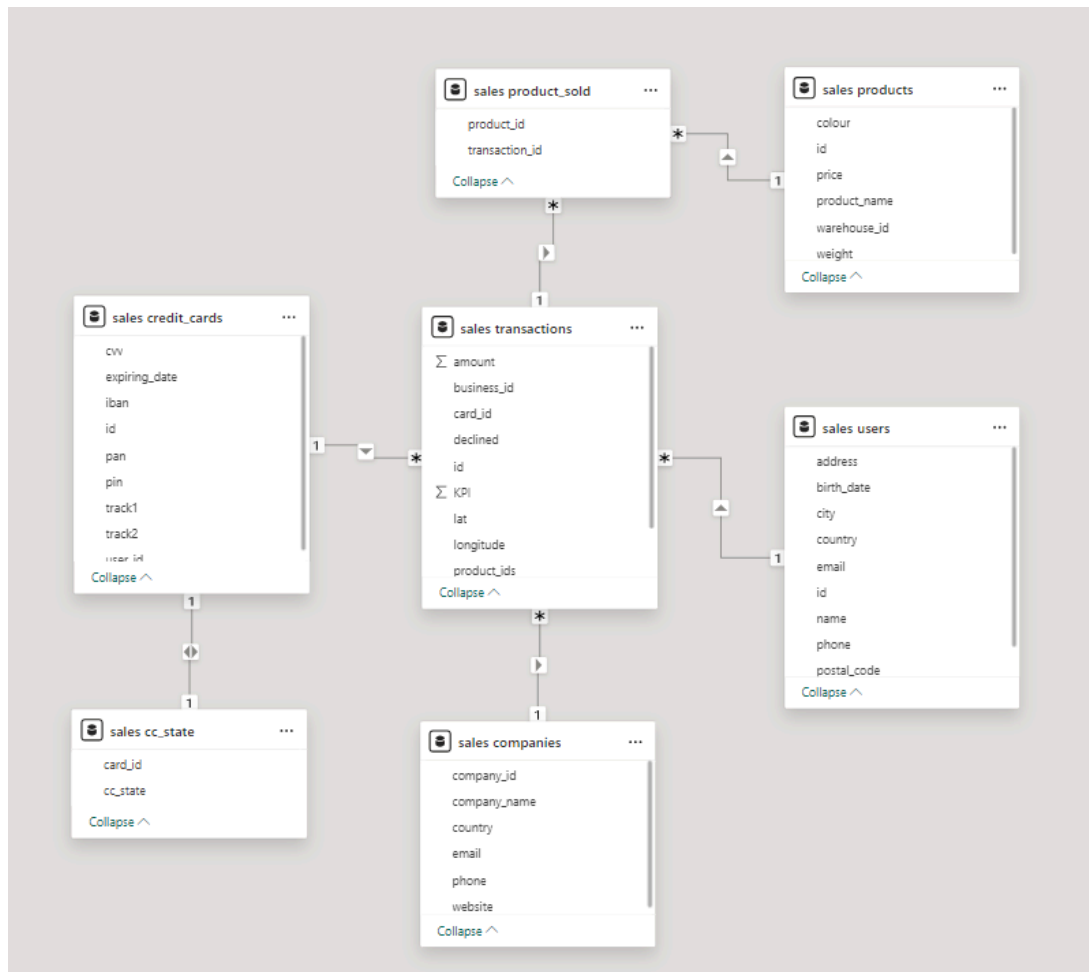 sales product_sold ...
product_id
transaction_id
Collapse
sales products ...
colour
id
price
product_name
warehouse_id
weight
Collapse
*
1
*
1
sales credit_cards ...
cvv
expiring_date
iban
id
pan
pin
track1
track2
user_id
Collapse
sales transactions ...
Σ amount
business_id
card_id
declined
id
Σ KPI
lat
longitude
product_ids
Collapse
sales users ...
address
birth_date
city
country
email
id
name
phone
postal_code
Collapse
1
*
*
1
1
1
*
1
sales cc_state ...
card_id
cc_state
Collapse
sales companies ...
company_id
company_name
country
email
phone
website
Collapse